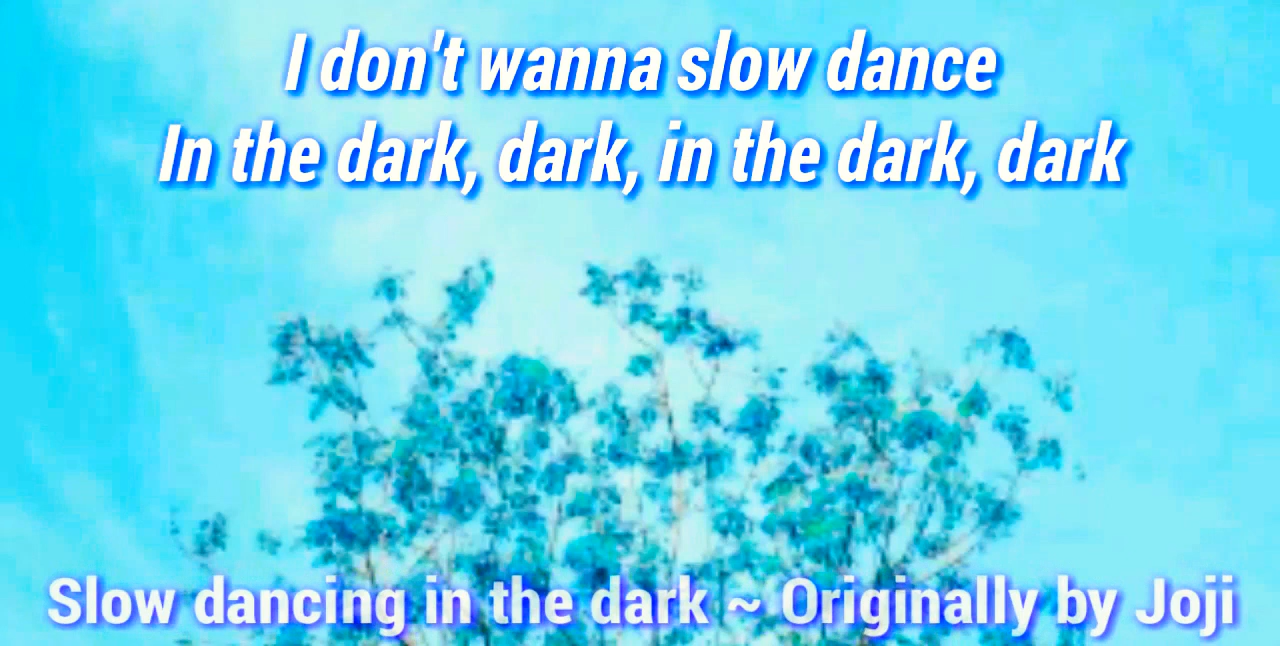 I don't wanna slow dance
In the dark, dark, in the dark, dark
Slow dancing in the dark ~ Originally by Joji